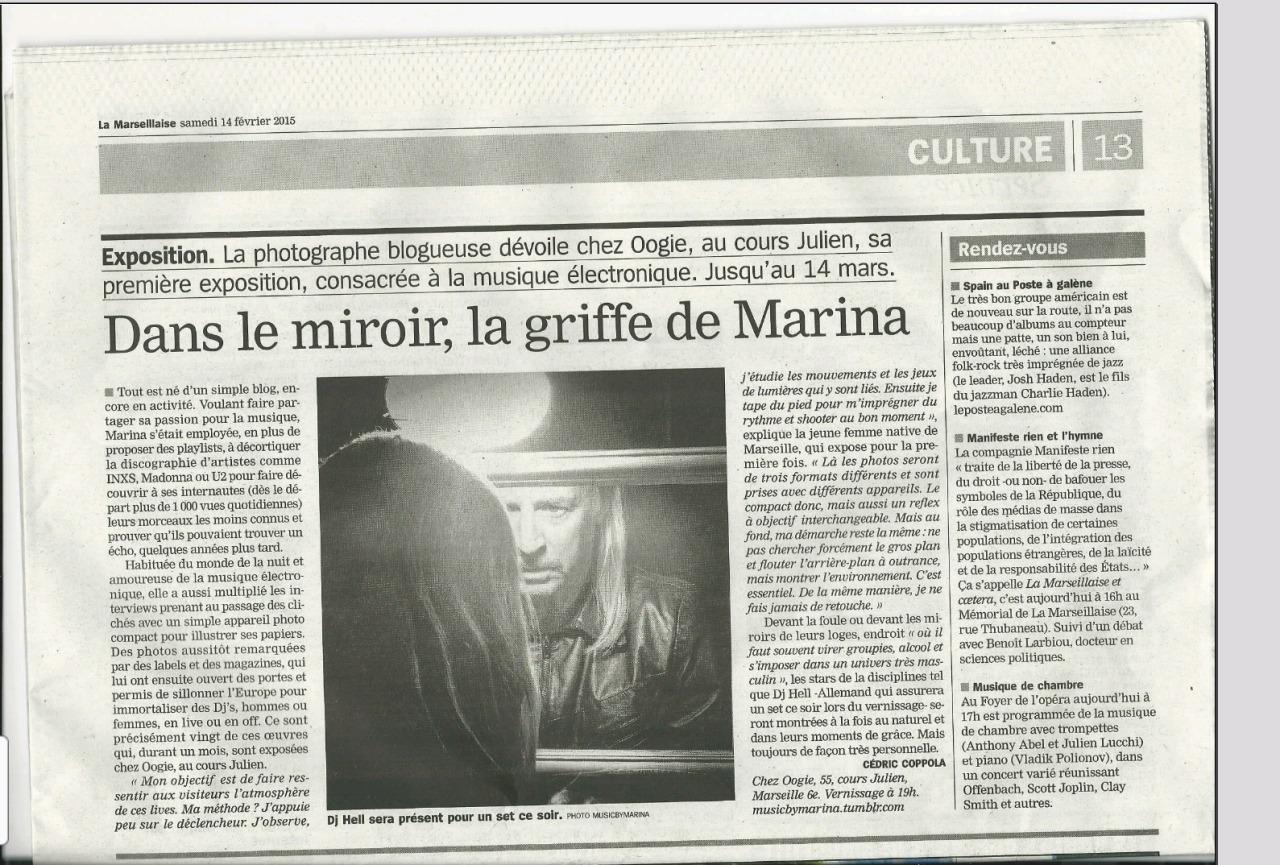 La Marseillaise samedi 14 février 2015
CULTURE 13
Exposition. La photographe blogueuse dévoile chez Oogie, au cours Julien, sa
première exposition, consacrée à la musique électronique. Jusqu'au 14 mars.
Dans le miroir, la griffe de Marina
■ Tout est né d'un simple blog, en-
core en activité. Voulant faire par-
tager sa passion pour la musique,
Marina s'était employée, en plus de
proposer des playlists, à décortiquer
la discographie d'artistes comme
INXS, Madonna ou U2 pour faire dé-
couvrir à ses internautes (dès le dé-
part plus de 1 000 vues quotidiennes)
leurs morceaux les moins connus et
prouver qu'ils pouvaient trouver un
écho, quelques années plus tard.
Habituée du monde de la nuit et
amoureuse de la musique électro-
nique, elle a aussi multiplié les in-
terviews prenant au passage des cli-
chés avec un simple appareil photo
compact pour illustrer ses papiers.
Des photos aussitôt remarquées
par des labels et des magazines, qui
lui ont ensuite ouvert des portes et
permis de sillonner l'Europe pour
immortaliser des Dj's, hommes ou
femmes, en live ou en off. Ce sont
précisément vingt de ces œuvres
qui, durant un mois, sont exposées
chez Oogie, au cours Julien.
« Mon objectif est de faire res-
sentir aux visiteurs l'atmosphère
de ces lives. Ma méthode ? J'appuie
peu sur le déclencheur. J'observe,
Dj Hell sera présent pour un set ce soir. PHOTO MUSICBYMARINA
j'étudie les mouvements et les jeux
de lumières qui y sont liés. Ensuite je
tape du pied pour m'imprégner du
rythme et shooter au bon moment »,
explique la jeune femme native de
Marseille, qui expose pour la pre-
mière fois. « Là les photos seront
de trois formats différents et sont
prises avec différents appareils. Le
compact donc, mais aussi un reflex
à objectif interchangeable. Mais au
fond, ma démarche reste la même : ne
pas chercher forcément le gros plan
et flouter l'arrière-plan à outrance,
mais montrer l'environnement. C'est
essentiel. De la même manière, je ne
fais jamais de retouche. »
Devant la foule ou devant les mi-
roirs de leurs loges, endroit « où il
faut souvent virer groupies, alcool et
s'imposer dans un univers très mas-
culin », les stars de la disciplines tel
que Dj Hell -Allemand qui assurera
un set ce soir lors du vernissage- se-
ront montrées à la fois au naturel et
dans leurs moments de grâce. Mais
toujours de façon très personnelle.
CÉDRIC COPPOLA
Chez Oogie, 55, cours Julien,
Marseille 6e. Vernissage à 19h.
musicbymarina.tumblr.com
Rendez-vous
■ Spain au Poste à galène
Le très bon groupe américain est
de nouveau sur la route, il n'a pas
beaucoup d'albums au compteur
mais une patte, un son bien à lui,
envoûtant, léché : une alliance
folk-rock très imprégnée de jazz
(le leader, Josh Haden, est le fils
du jazzman Charlie Haden).
leposteagalene.com
■ Manifeste rien et l'hymne
La compagnie Manifeste rien
« traite de la liberté de la presse,
du droit -ou non- de bafouer les
symboles de la République, du
rôle des médias de masse dans
la stigmatisation de certaines
populations, de l'intégration des
populations étrangères, de la laïcité
et de la responsabilité des États... »
Ça s'appelle La Marseillaise et
cætera, c'est aujourd'hui à 16h au
Mémorial de La Marseillaise (23,
rue Thubaneau). Suivi d'un débat
avec Benoît Larbiou, docteur en
sciences politiques.
■ Musique de chambre
Au Foyer de l'opéra aujourd'hui à
17h est programmée de la musique
de chambre avec trompettes
(Anthony Abel et Julien Lucchi)
et piano (Vladik Polionov), dans
un concert varié réunissant
Offenbach, Scott Joplin, Clay
Smith et autres.